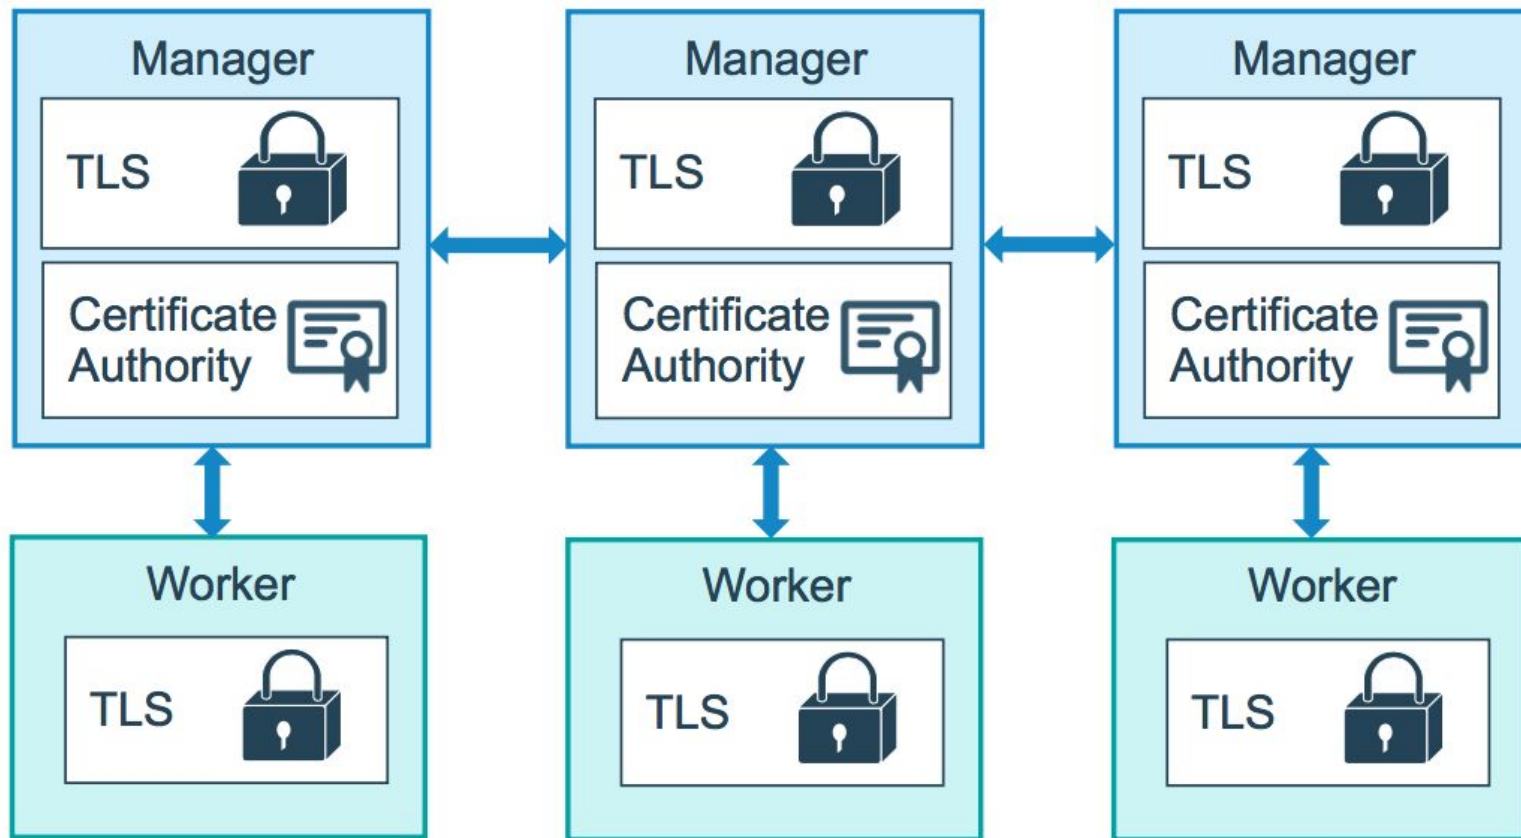 Manager
TLS
Certificate
Authority
Manager
TLS
Certificate
Authority
Manager
TLS
Certificate
Authority
Worker
TLS
Worker
TLS
Worker
TLS